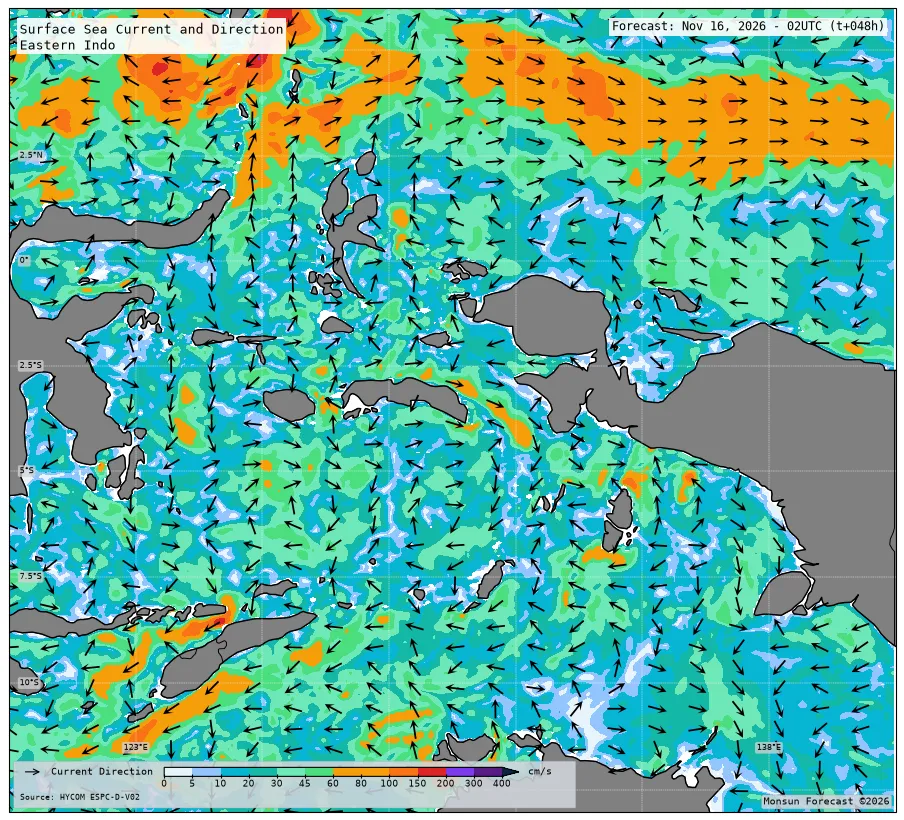 Surface Sea Current and Direction
Eastern Indo
Forecast: Nov 16, 2026 - 02UTC (t+048h)
2.5°N
0°
2.5°S
5°S
7.5°S
10°S
123°E
138°E
Current Direction
0 5 10 20 30 45 60 80 100 150 200 300 400
cm/s
Source: HYCOM ESPC-D-V02
Monsun Forecast ©2026